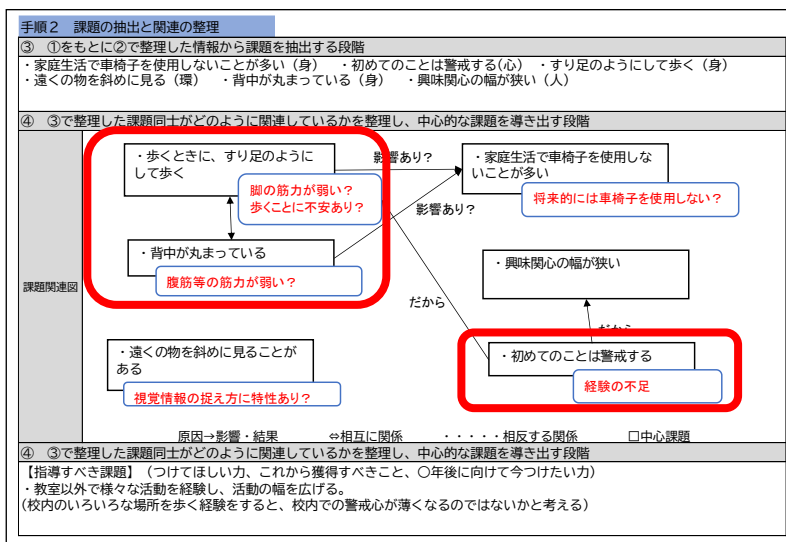 手順２　課題の抽出と関連の整理
③　①をもとに②で整理した情報から課題を抽出する段階
・家庭生活で車椅子を使用しないことが多い（身）　・初めてのことは警戒する(心）　・すり足のようにして歩く（身）
・遠くの物を斜めに見る（環）　・背中が丸まっている（身）　・興味関心の幅が狭い（人）
④　③で整理した課題同士がどのように関連しているかを整理し、中心的な課題を導き出す段階
・歩くときに、すり足のように
して歩く
脚の筋力が弱い？
歩くことに不安あり？
影響あり？
・家庭生活で車椅子を使用しな
いことが多い
将来的には車椅子を使用しない？
影響あり？
・背中が丸まっている
腹筋等の筋力が弱い？
・興味関心の幅が狭い
課題関連図
だから
だから
・遠くの物を斜めに見ることが
ある
視覚情報の捉え方に特性あり？
・初めてのことは警戒する
経験の不足
原因→影響・結果　⇔相互に関係　・・・・・相反する関係　□中心課題
④　③で整理した課題同士がどのように関連しているかを整理し、中心的な課題を導き出す段階
【指導すべき課題】（つけてほしい力、これから獲得すべきこと、〇年後に向けて今つけたい力）
・教室以外で様々な活動を経験し、活動の幅を広げる。
(校内のいろいろな場所を歩く経験をすると、校内での警戒心が薄くなるのではないかと考える）